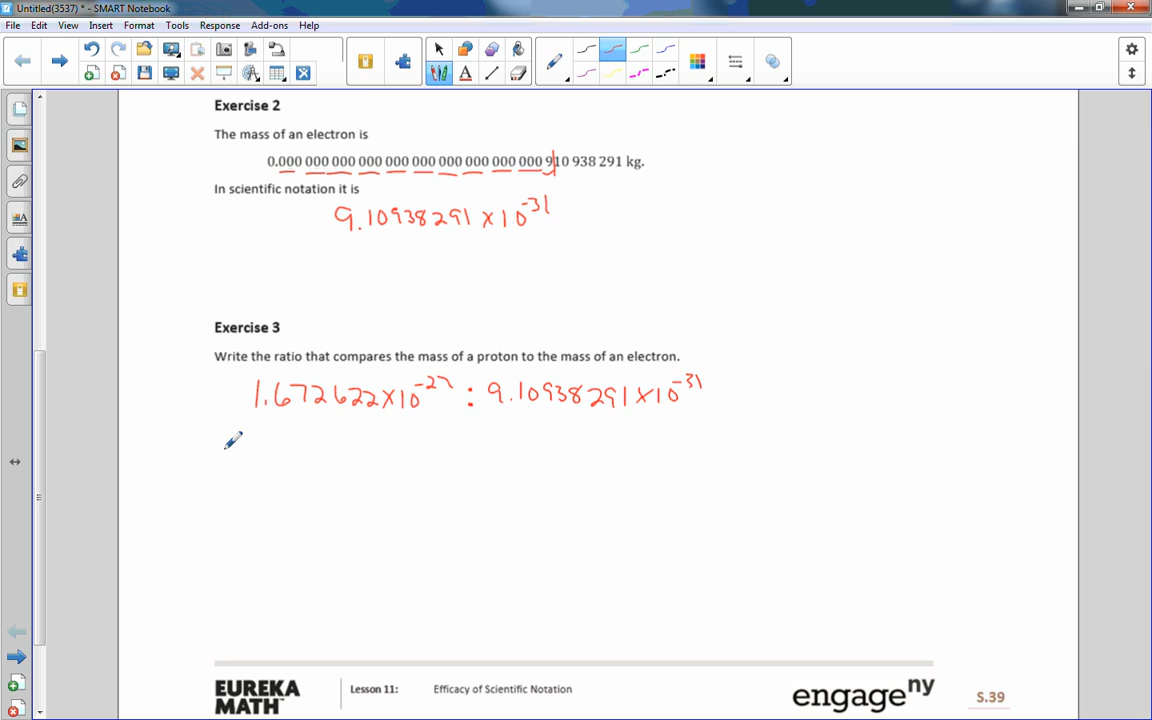 Untitled(3537) * - SMART Notebook
File Edit View Insert Format Tools Response Add-ons Help
Exercise 2
The mass of an electron is
0.000 000 000 000 000 000 000 000 000 000 910 938 291 kg.
In scientific notation it is
9.10938291 × 10^-31
Exercise 3
Write the ratio that compares the mass of a proton to the mass of an electron.
1.672622 × 10^-27 : 9.10938291 × 10^-31
EUREKA MATH™
Lesson 11: Efficacy of Scientific Notation
engage^ny
S.39